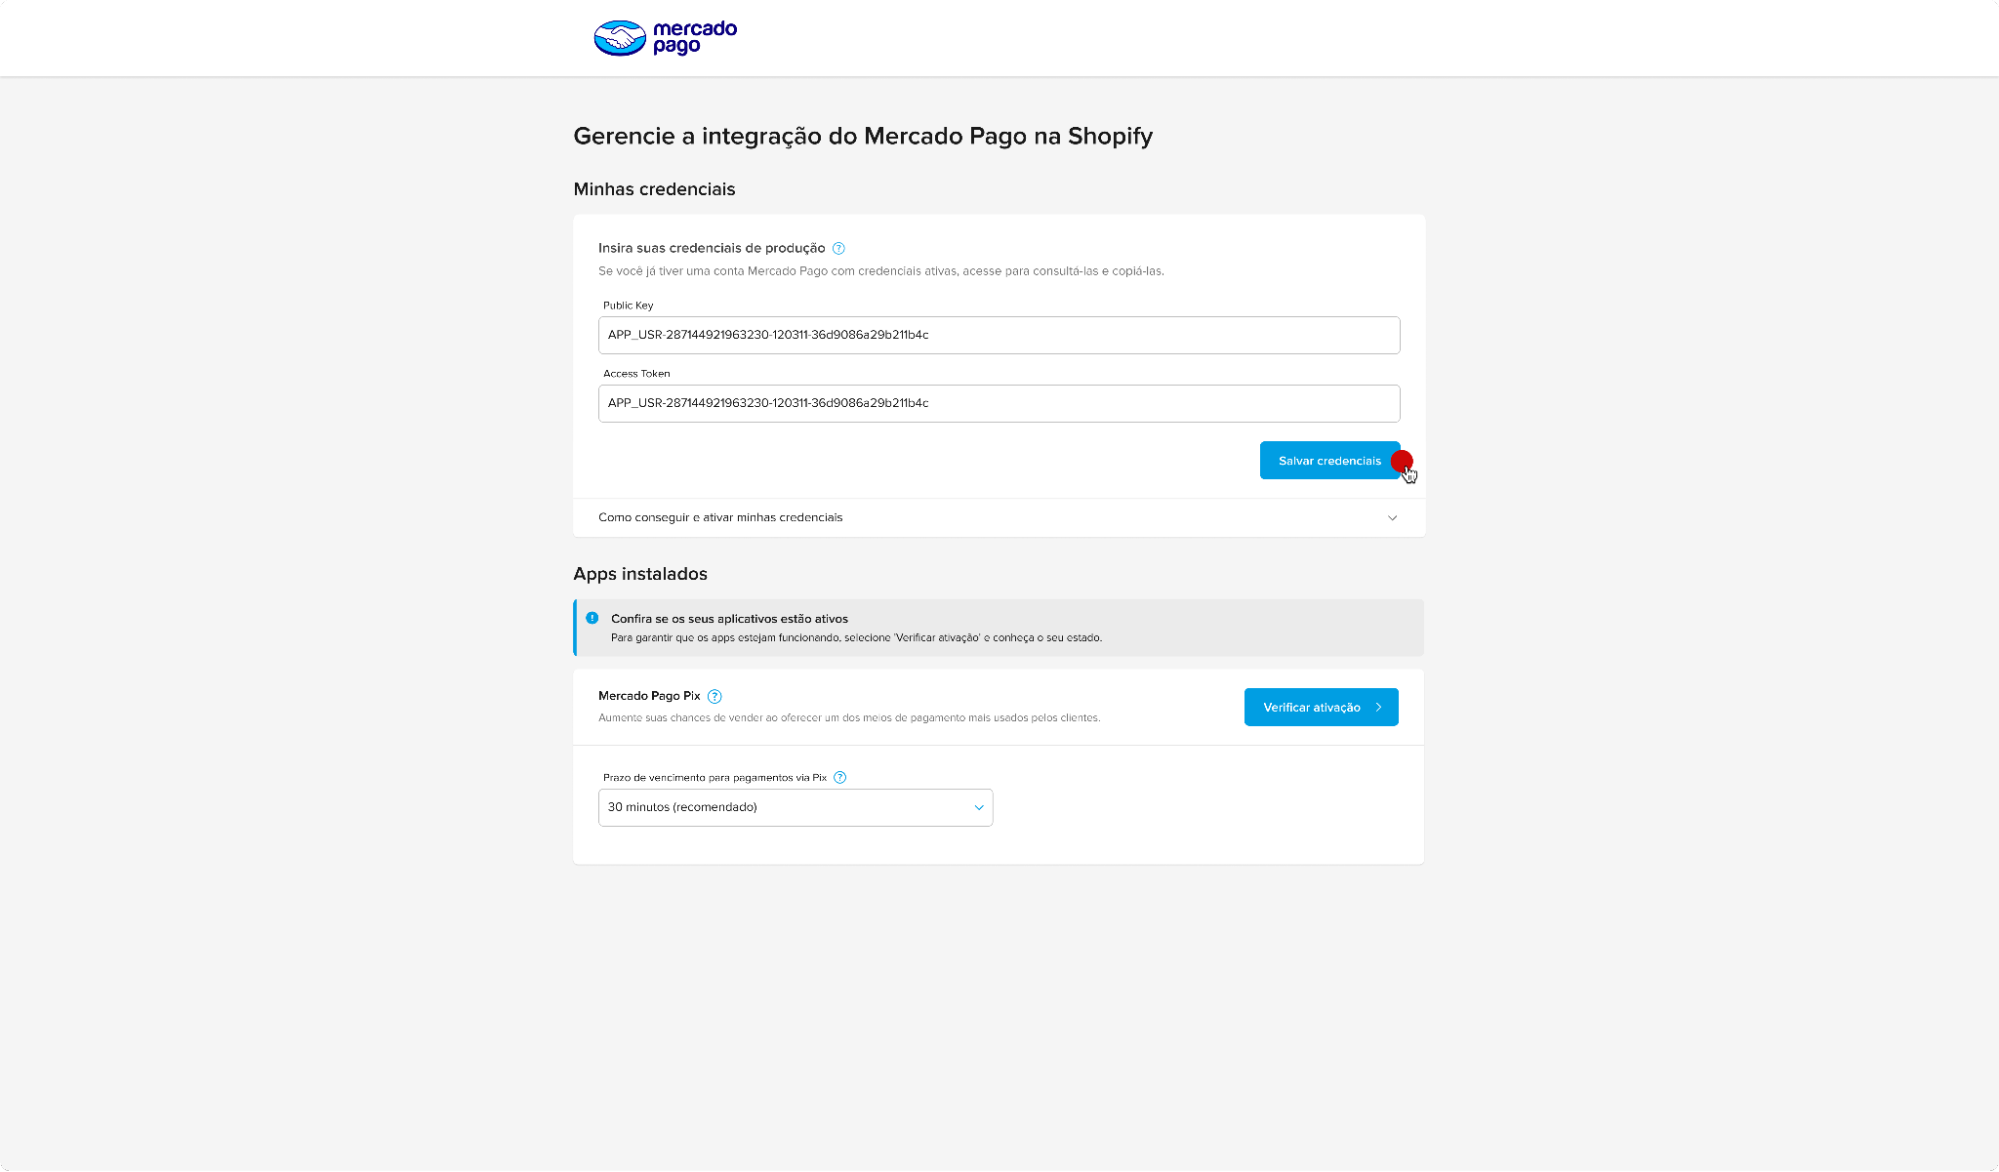 mercado
pago
Gerencie a integração do Mercado Pago na Shopify
Minhas credenciais
Insira suas credenciais de produção ?
Se você já tiver uma conta Mercado Pago com credenciais ativas, acesse para consultá-las e copiá-las.
Public Key
APP_USR-287144921963230-120311-36d9086a29b211b4c
Access Token
APP_USR-287144921963230-120311-36d9086a29b211b4c
Salvar credenciais
Como conseguir e ativar minhas credenciais
Apps instalados
Confira se os seus aplicativos estão ativos
Para garantir que os apps estejam funcionando, selecione 'Verificar ativação' e conheça o seu estado.
Mercado Pago Pix ?
Aumente suas chances de vender ao oferecer um dos meios de pagamento mais usados pelos clientes.
Verificar ativação
Prazo de vencimento para pagamentos via Pix ?
30 minutos (recomendado)